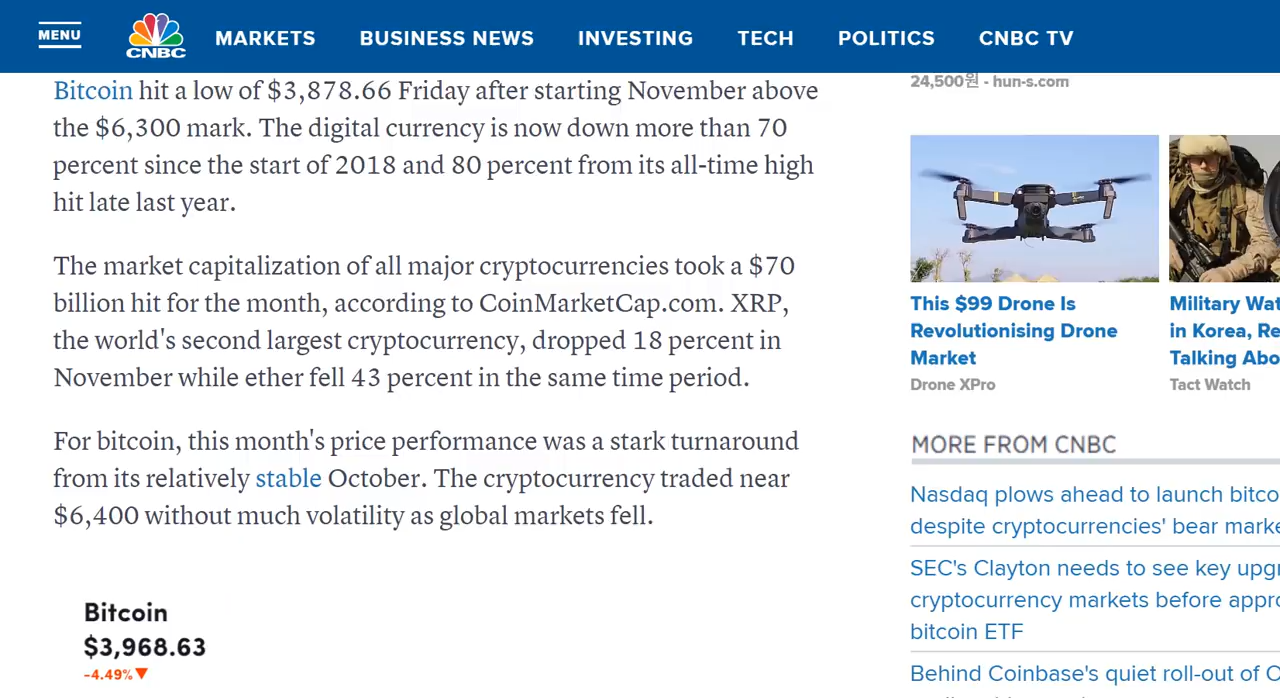 MENU
CNBC
MARKETS
BUSINESS NEWS
INVESTING
TECH
POLITICS
CNBC TV
Bitcoin hit a low of $3,878.66 Friday after starting November above
the $6,300 mark. The digital currency is now down more than 70
percent since the start of 2018 and 80 percent from its all-time high
hit late last year.
The market capitalization of all major cryptocurrencies took a $70
billion hit for the month, according to CoinMarketCap.com. XRP,
the world's second largest cryptocurrency, dropped 18 percent in
November while ether fell 43 percent in the same time period.
For bitcoin, this month's price performance was a stark turnaround
from its relatively stable October. The cryptocurrency traded near
$6,400 without much volatility as global markets fell.
Bitcoin
$3,968.63
-4.49%▼
24,500원 - hun-s.com
This $99 Drone Is
Revolutionising Drone
Market
Drone XPro
Military Wat
in Korea, Re
Talking Abo
Tact Watch
MORE FROM CNBC
Nasdaq plows ahead to launch bitco
despite cryptocurrencies' bear marke
SEC's Clayton needs to see key upgr
cryptocurrency markets before appro
bitcoin ETF
Behind Coinbase's quiet roll-out of C